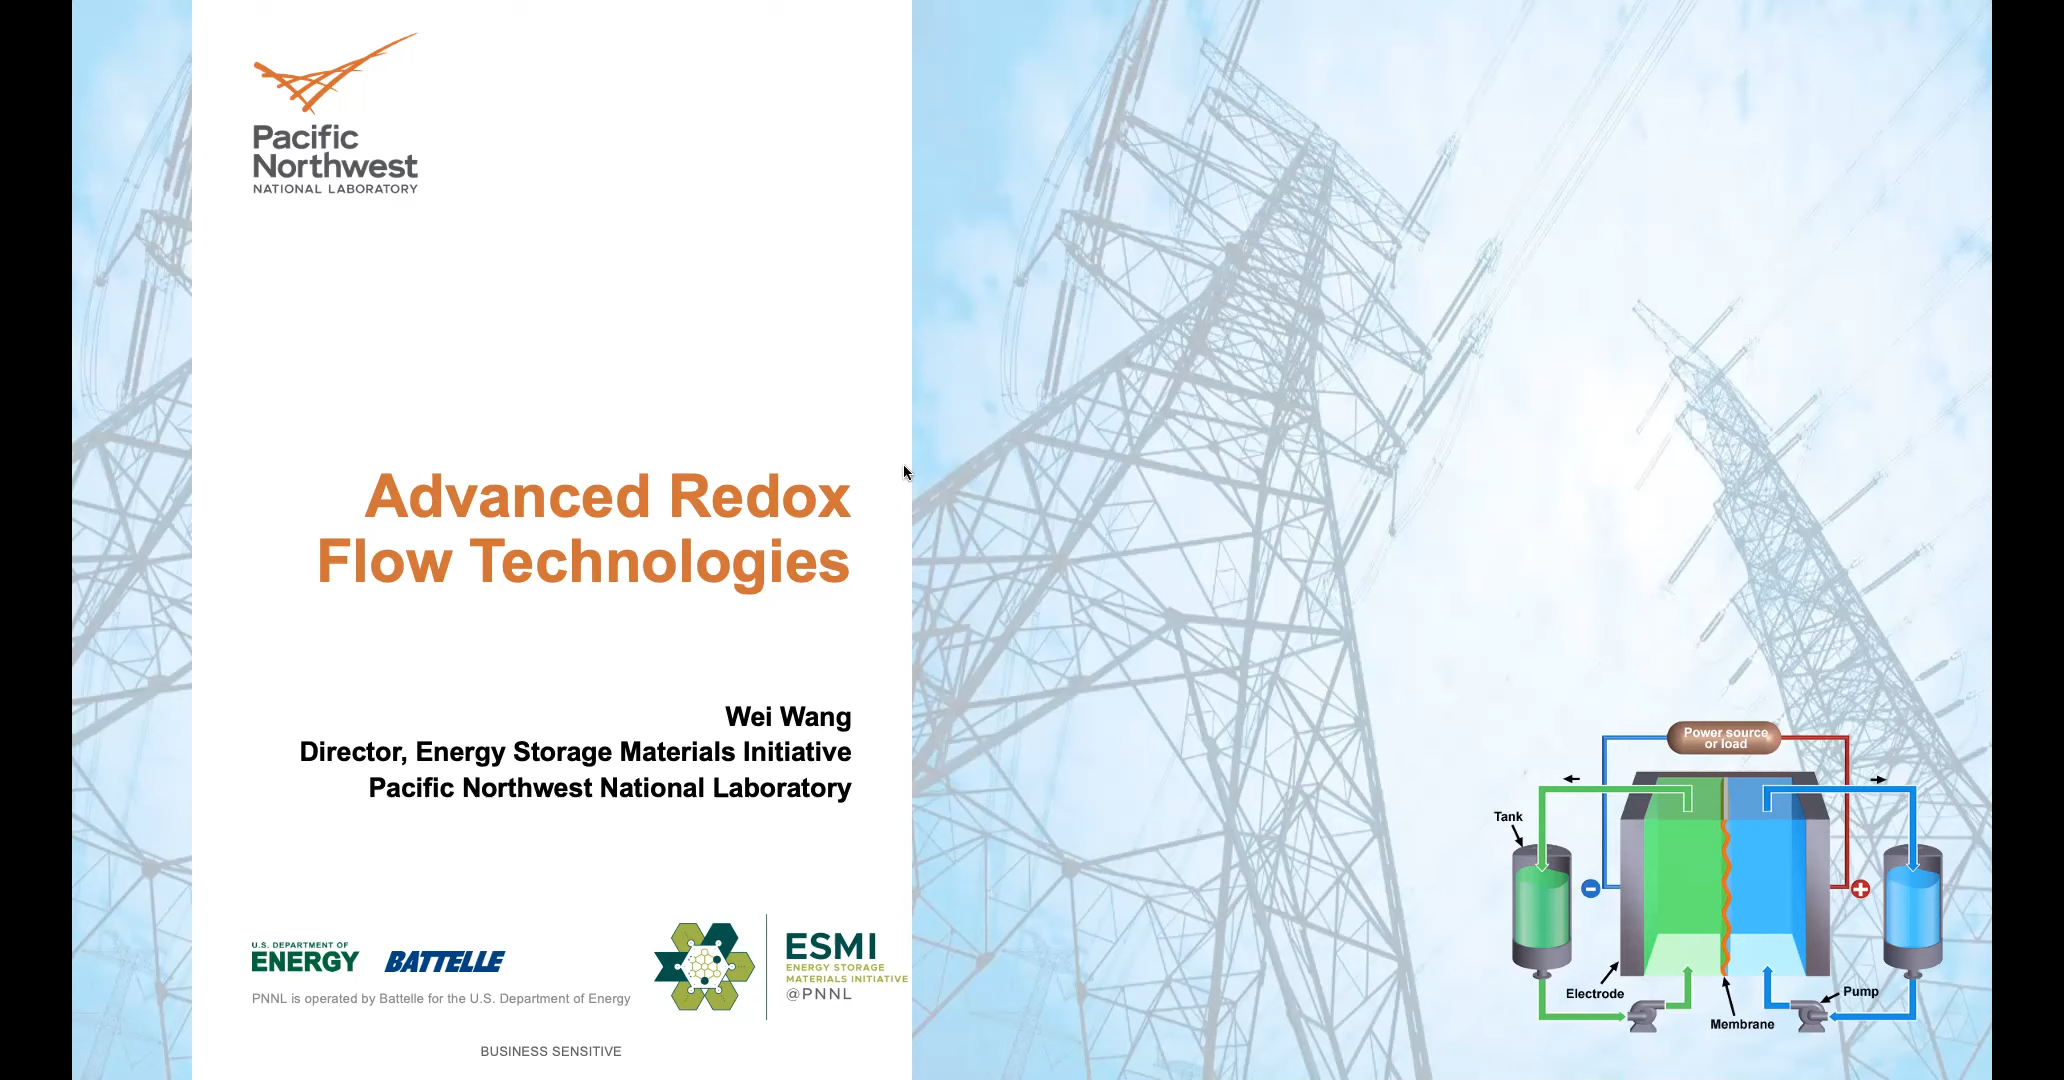 Pacific
Northwest
NATIONAL LABORATORY
Advanced Redox
Flow Technologies
Wei Wang
Director, Energy Storage Materials Initiative
Pacific Northwest National Laboratory
U.S. DEPARTMENT OF
ENERGY
BATTELLE
ESMI
ENERGY STORAGE
MATERIALS INITIATIVE
@PNNL
PNNL is operated by Battelle for the U.S. Department of Energy
BUSINESS SENSITIVE
Power source
or load
Tank
Electrode
Membrane
Pump